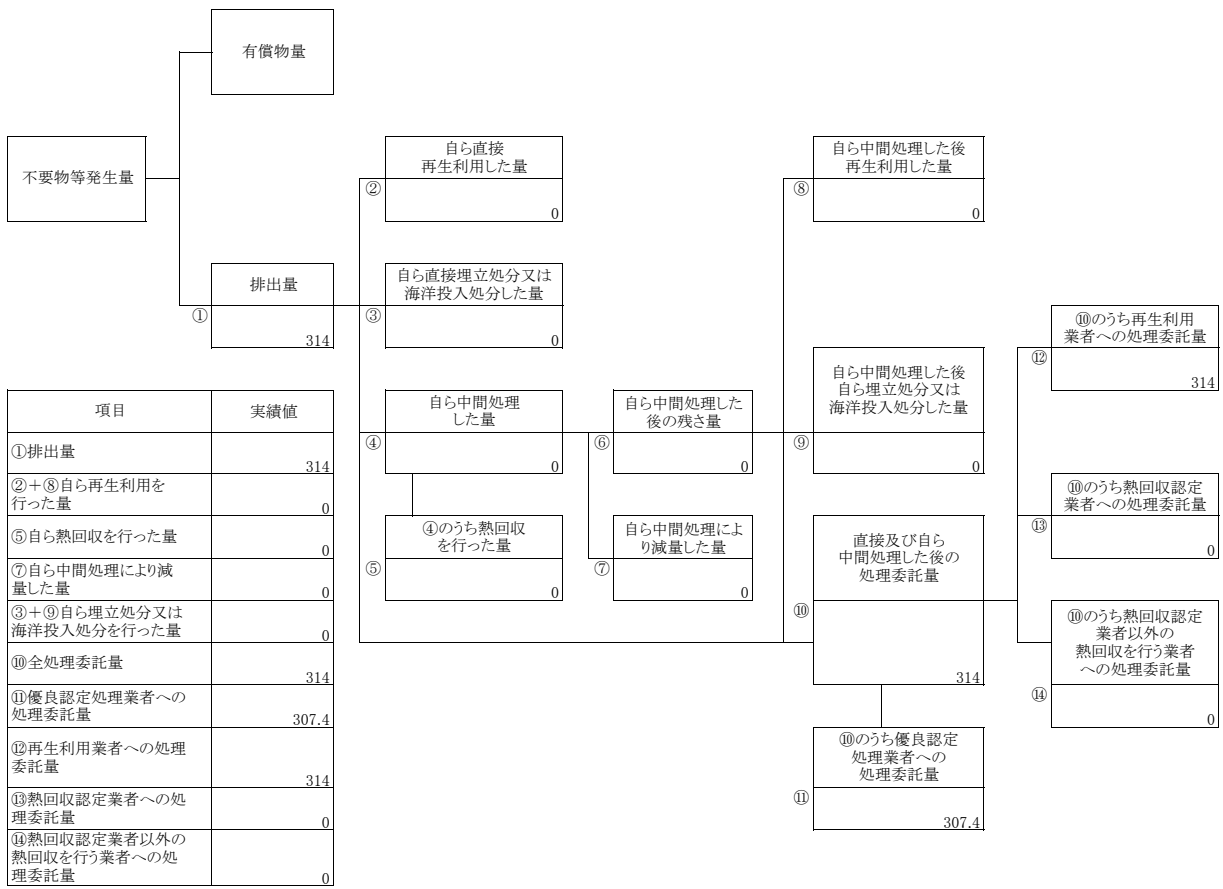 有償物量
不要物等発生量
排出量
①
314
自ら直接
再生利用した量
②
0
自ら直接埋立処分又は
海洋投入処分した量
③
0
自ら中間処理
した量
④
0
④のうち熱回収
を行った量
⑤
0
自ら中間処理した
後の残さ量
⑥
0
自ら中間処理によ
り減量した量
⑦
0
自ら中間処理した後
再生利用した量
⑧
0
自ら中間処理した後
自ら埋立処分又は
海洋投入処分した量
⑨
0
直接及び自ら
中間処理した後の
処理委託量
⑩
314
⑩のうち優良認定
処理業者への
処理委託量
⑪
307.4
⑩のうち再生利用
業者への処理委託量
⑫
314
⑩のうち熱回収認定
業者への処理委託量
⑬
0
⑩のうち熱回収認定
業者以外の
熱回収を行う業者
への処理委託量
⑭
0
項目 実績値
①排出量
314
②+⑧自ら再生利用を
行った量
0
⑤自ら熱回収を行った量
0
⑦自ら中間処理により減
量した量
0
③+⑨自ら埋立処分又は
海洋投入処分を行った量
0
⑩全処理委託量
314
⑪優良認定処理業者への
処理委託量
307.4
⑫再生利用業者への処理
委託量
314
⑬熱回収認定業者への処
理委託量
0
⑭熱回収認定業者以外の
熱回収を行う業者への処
理委託量
0